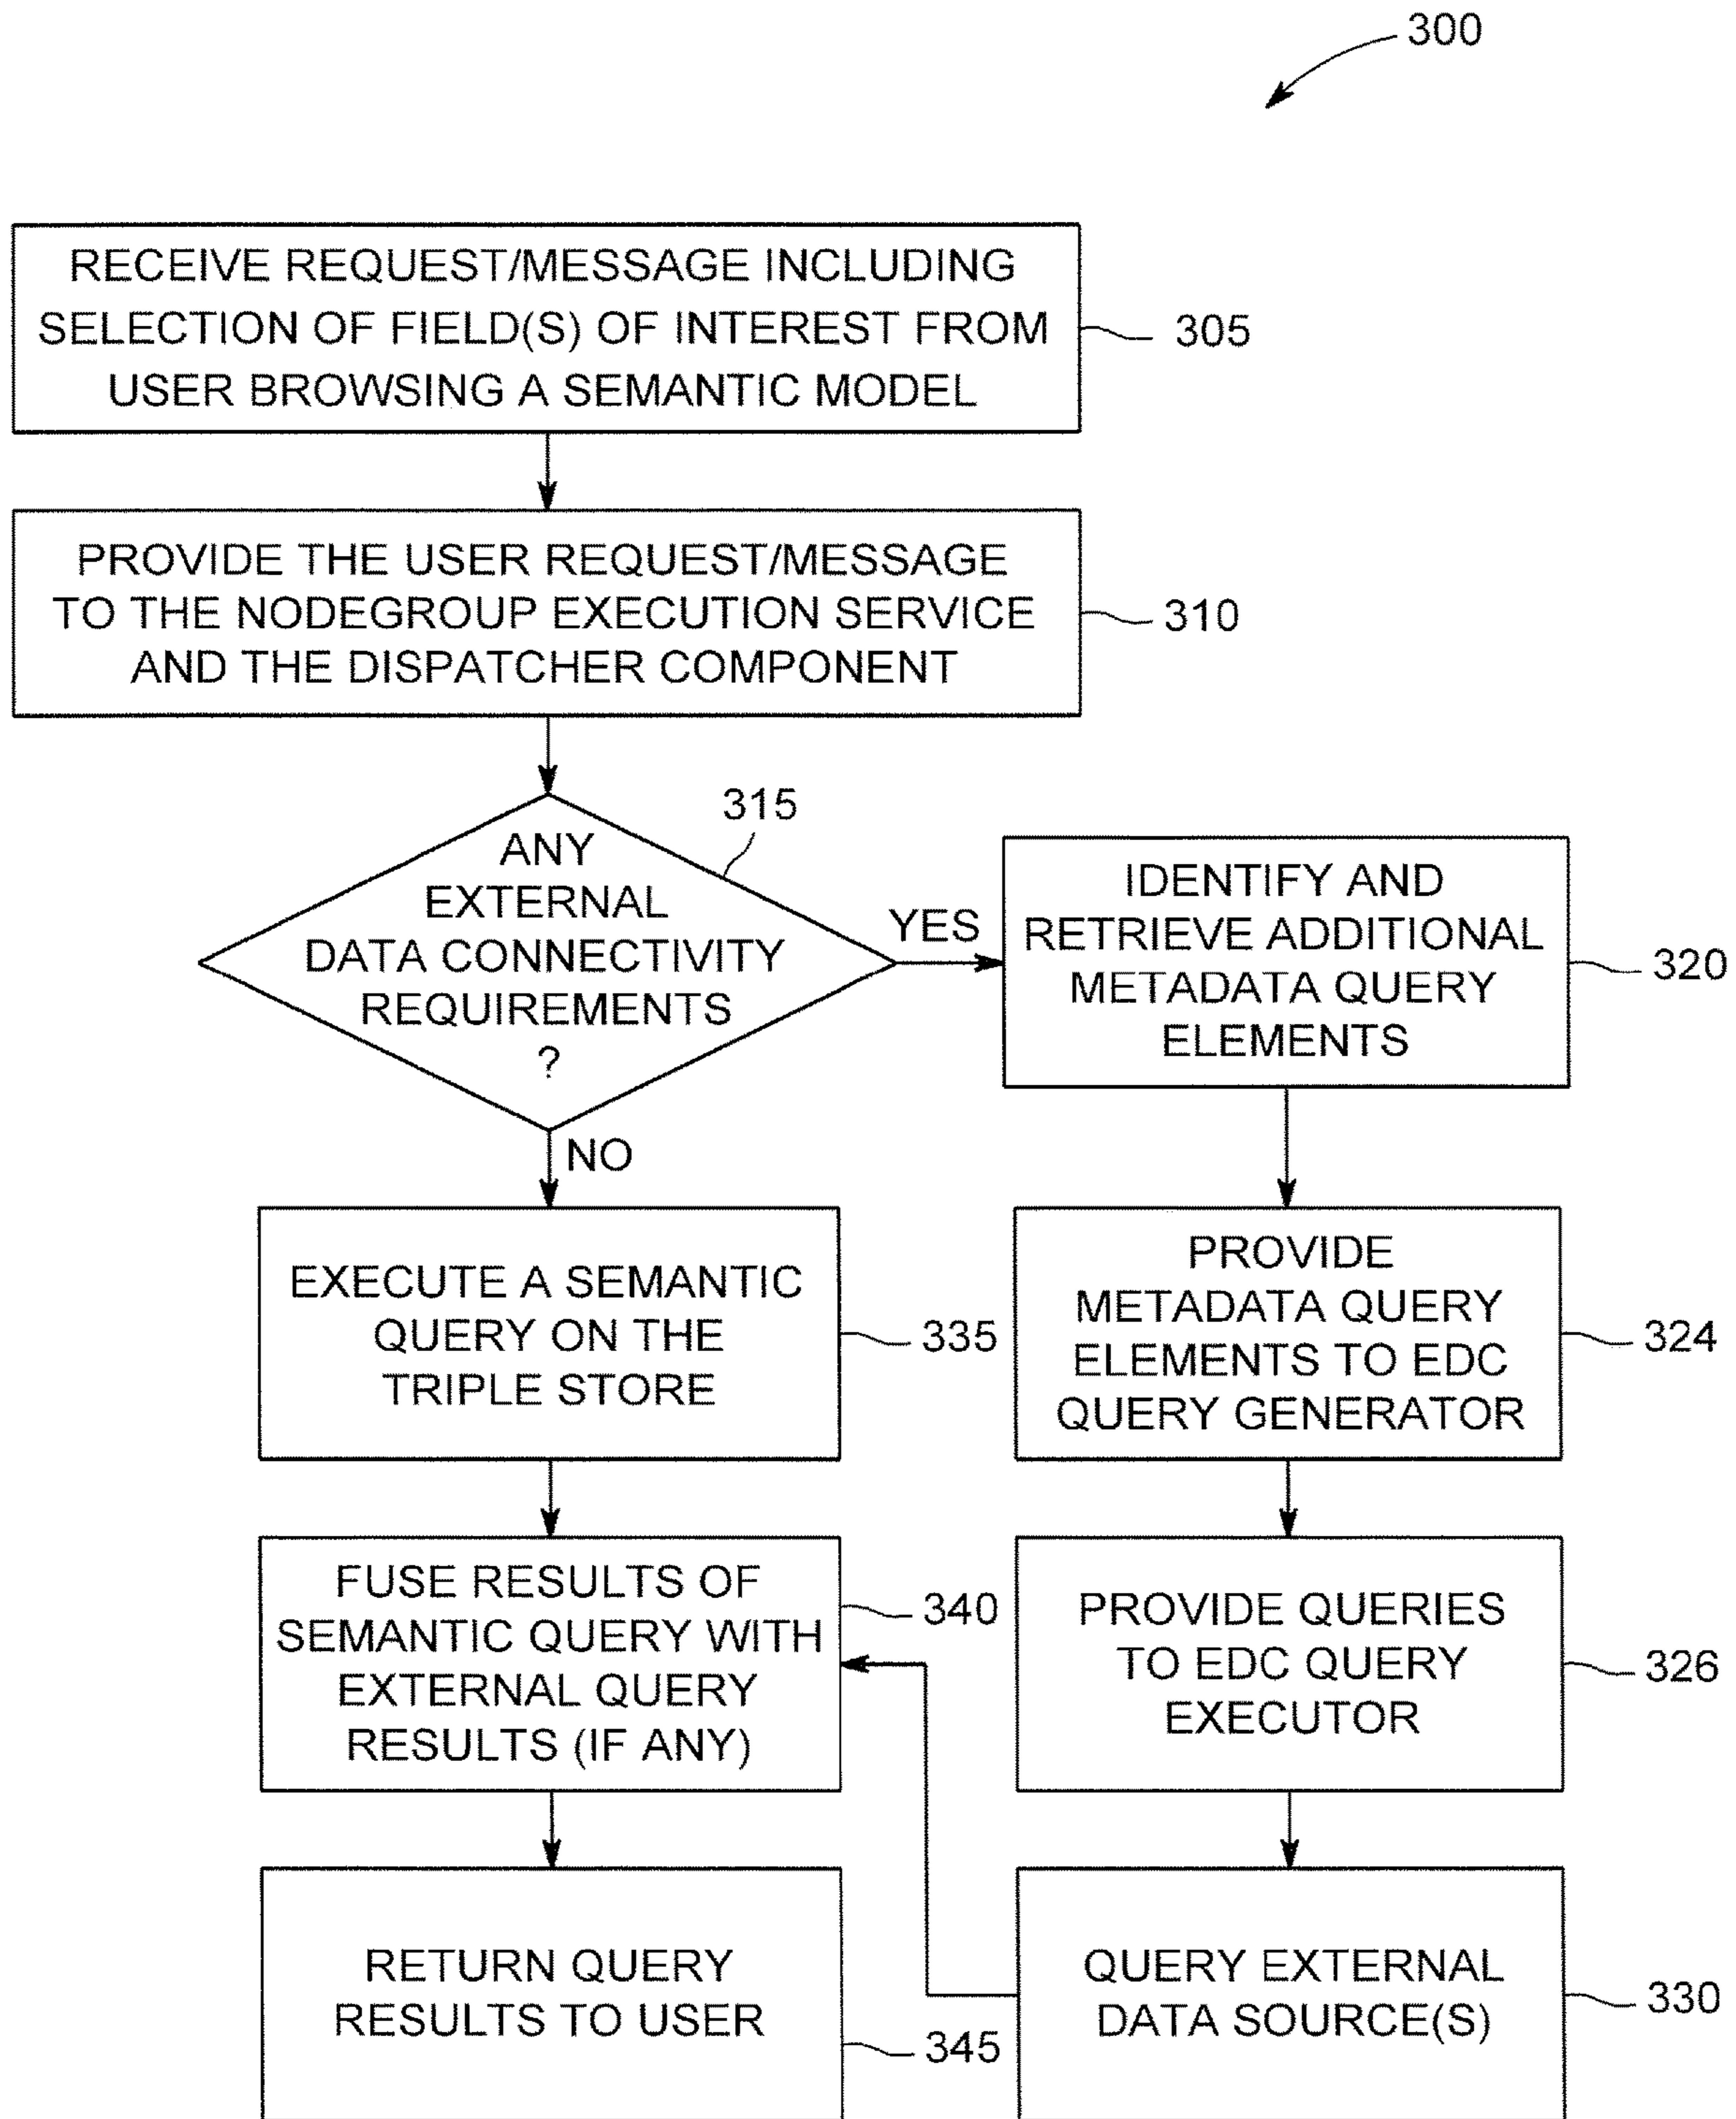 300
RECEIVE REQUEST/MESSAGE INCLUDING
SELECTION OF FIELD(S) OF INTEREST FROM
USER BROWSING A SEMANTIC MODEL
305
PROVIDE THE USER REQUEST/MESSAGE
TO THE NODEGROUP EXECUTION SERVICE
AND THE DISPATCHER COMPONENT
310
315
ANY
EXTERNAL
DATA CONNECTIVITY
REQUIREMENTS
?
YES
NO
IDENTIFY AND
RETRIEVE ADDITIONAL
METADATA QUERY
ELEMENTS
320
EXECUTE A SEMANTIC
QUERY ON THE
TRIPLE STORE
335
PROVIDE
METADATA QUERY
ELEMENTS TO EDC
QUERY GENERATOR
324
FUSE RESULTS OF
SEMANTIC QUERY WITH
EXTERNAL QUERY
RESULTS (IF ANY)
340
PROVIDE QUERIES
TO EDC QUERY
EXECUTOR
326
RETURN QUERY
RESULTS TO USER
345
QUERY EXTERNAL
DATA SOURCE(S)
330